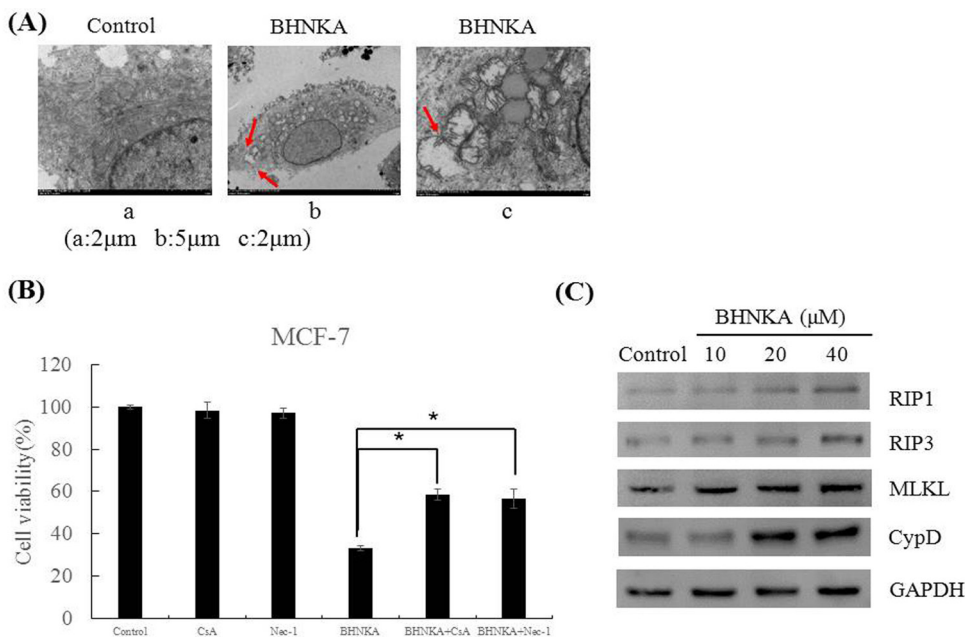 (A)
Control BHNKA BHNKA
a b c
(a:2μm b:5μm c:2μm)
(B)
MCF-7
Cell viability(%)
120
100
80
60
40
20
0
* *
Control CsA Nec-1 BHNKA BHNKA+CsA BHNKA+Nec-1
(C)
BHNKA (μM)
Control 10 20 40
RIP1
RIP3
MLKL
CypD
GAPDH